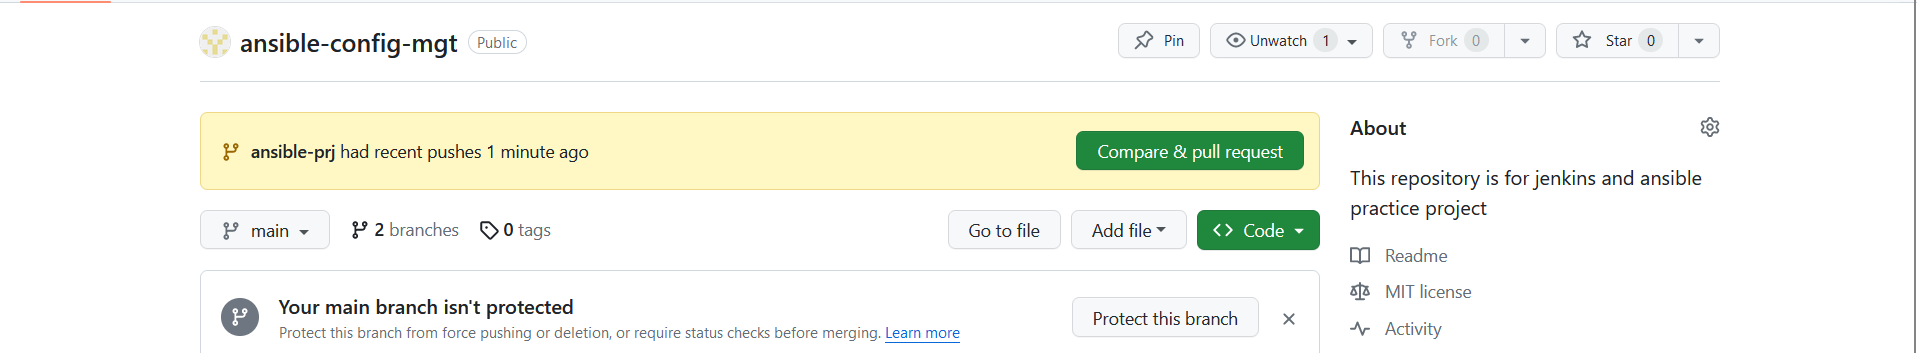 ansible-config-mgt Public
Pin
Unwatch 1
Fork 0
Star 0
ansible-prj had recent pushes 1 minute ago
Compare & pull request
main
2 branches
0 tags
Go to file
Add file
<> Code
Your main branch isn't protected
Protect this branch from force pushing or deletion, or require status checks before merging. Learn more
Protect this branch
About
This repository is for jenkins and ansible
practice project
Readme
MIT license
Activity